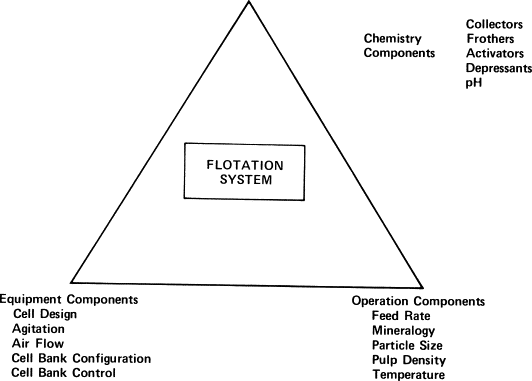 Chemistry
Components
Collectors
Frothers
Activators
Depressants
pH
FLOTATION
SYSTEM
Equipment Components
Cell Design
Agitation
Air Flow
Cell Bank Configuration
Cell Bank Control
Operation Components
Feed Rate
Mineralogy
Particle Size
Pulp Density
Temperature